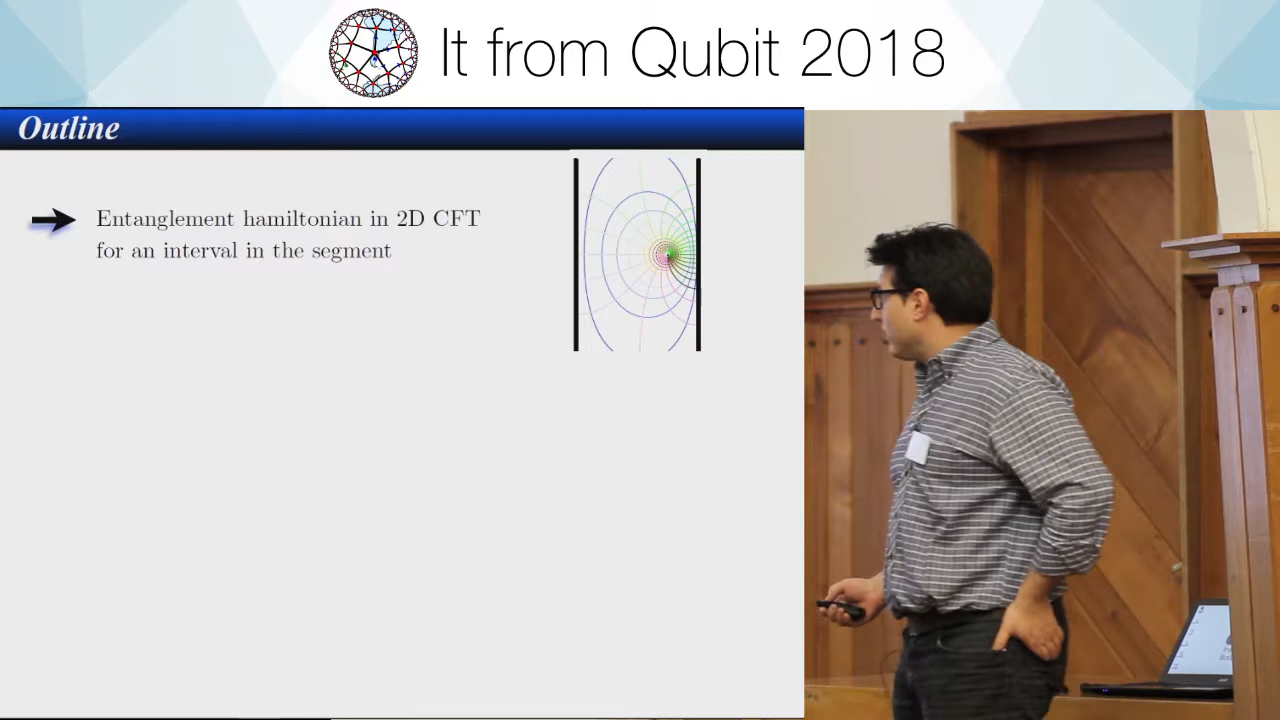 It from Qubit 2018
Outline
Entanglement hamiltonian in 2D CFT
for an interval in the segment